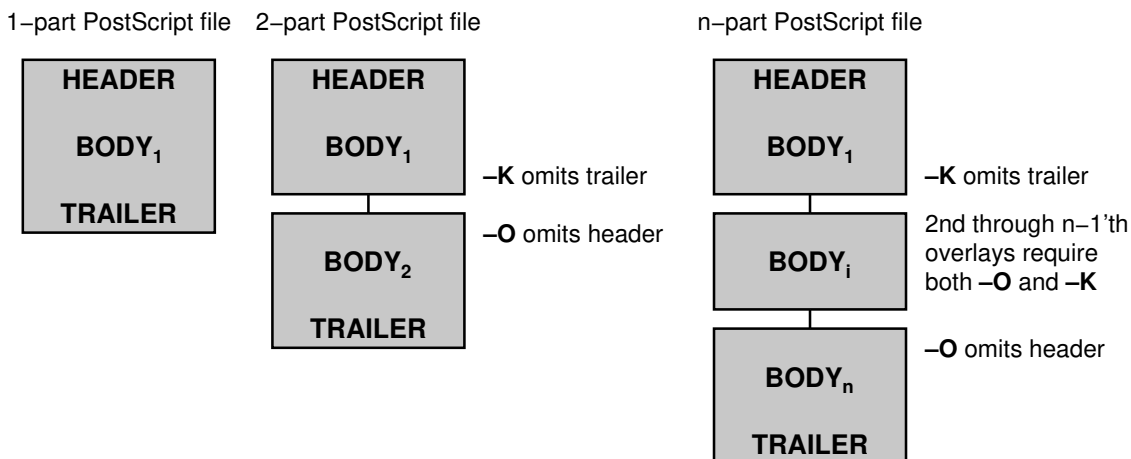 1−part PostScript file
HEADER
BODY1
TRAILER
2−part PostScript file
HEADER
BODY1
−K omits trailer
−O omits header
BODY2
TRAILER
n−part PostScript file
HEADER
BODY1
−K omits trailer
2nd through n−1'th
overlays require
both −O and −K
BODYi
−O omits header
BODYn
TRAILER